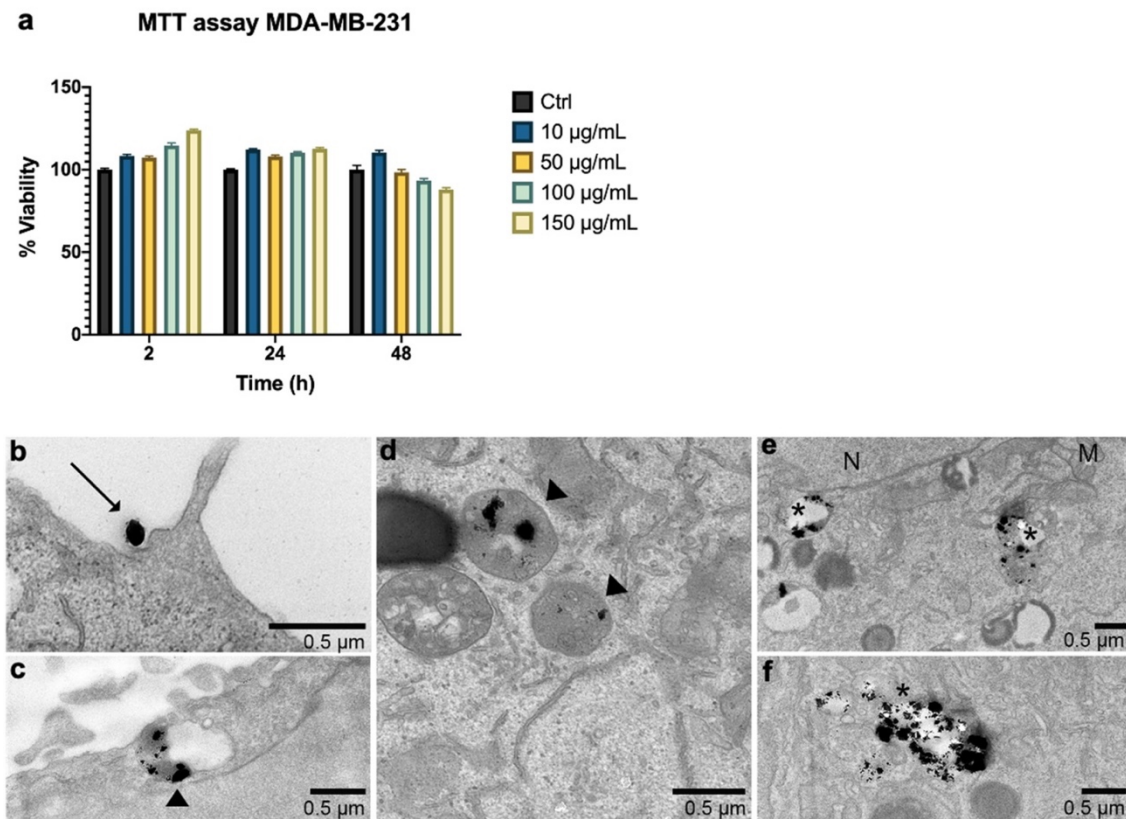 a
MTT assay MDA-MB-231
150
100
50
0
% Viability
2
24
48
Time (h)
Ctrl
10 µg/mL
50 µg/mL
100 µg/mL
150 µg/mL
b
0.5 µm
c
0.5 µm
d
0.5 µm
e
N
M
*
*
0.5 µm
f
*
0.5 µm